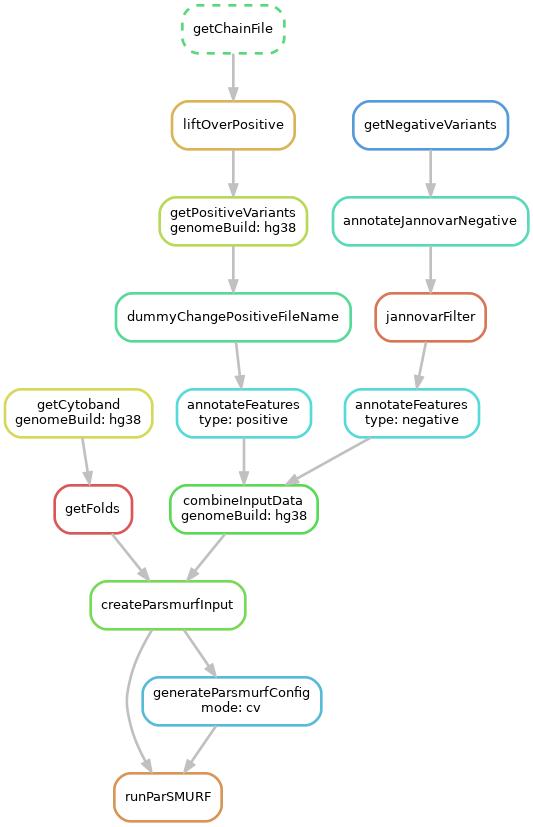 getChainFile
liftOverPositive
getNegativeVariants
getPositiveVariants
genomeBuild: hg38
annotateJannovarNegative
dummyChangePositiveFileName
jannovarFilter
getCytoband
genomeBuild: hg38
annotateFeatures
type: positive
annotateFeatures
type: negative
getFolds
combineInputData
genomeBuild: hg38
createParsmurfInput
generateParsmurfConfig
mode: cv
runParSMURF